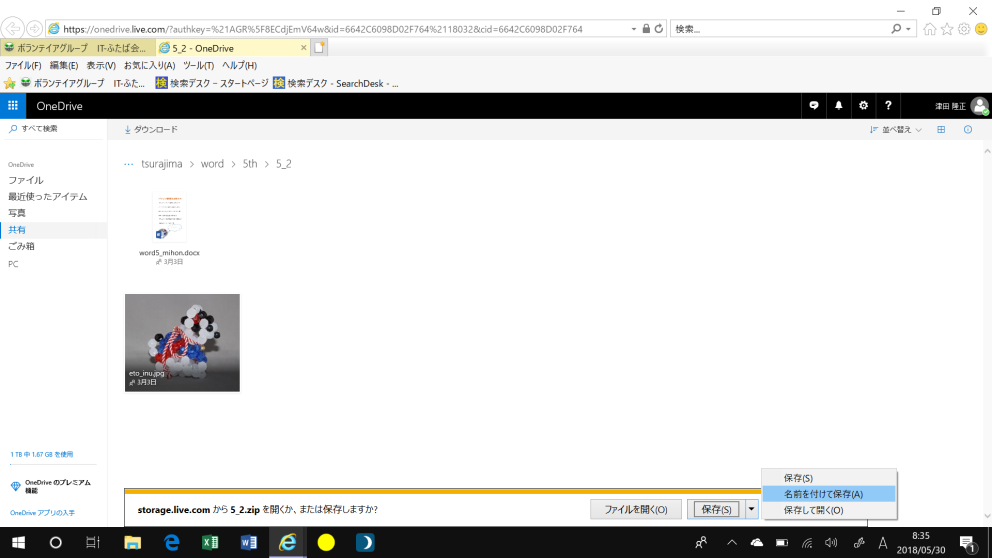 https://onedrive.live.com/?authkey=%21AGR%5F8ECdjEmV64w&id=6642C6098D02F764%2118032&cid=6642C6098D02F764
検索...
ボランテイアグループ　IT-ふたば会...
5_2 - OneDrive
ファイル(F) 編集(E) 表示(V) お気に入り(A) ツール(T) ヘルプ(H)
ボランテイアグループ　IT-ふた...
検索デスク – スタートページ
検索デスク - SearchDesk - ...
OneDrive
津田 隆正
すべて検索
ダウンロード
並べ替え
OneDrive
ファイル
最近使ったアイテム
写真
共有
ごみ箱
PC
tsurajima > word > 5th > 5_2
word5_mihon.docx
3月3日
eto_inu.jpg
3月3日
1 TB 中 1.67 GB を使用
OneDrive のプレミアム
機能
OneDrive アプリの入手
storage.live.com から 5_2.zip を開くか、または保存しますか?
ファイルを開く(O)
保存(S)
保存(S)
名前を付けて保存(A)
保存して開く(O)
A
8:35
2018/05/30
1